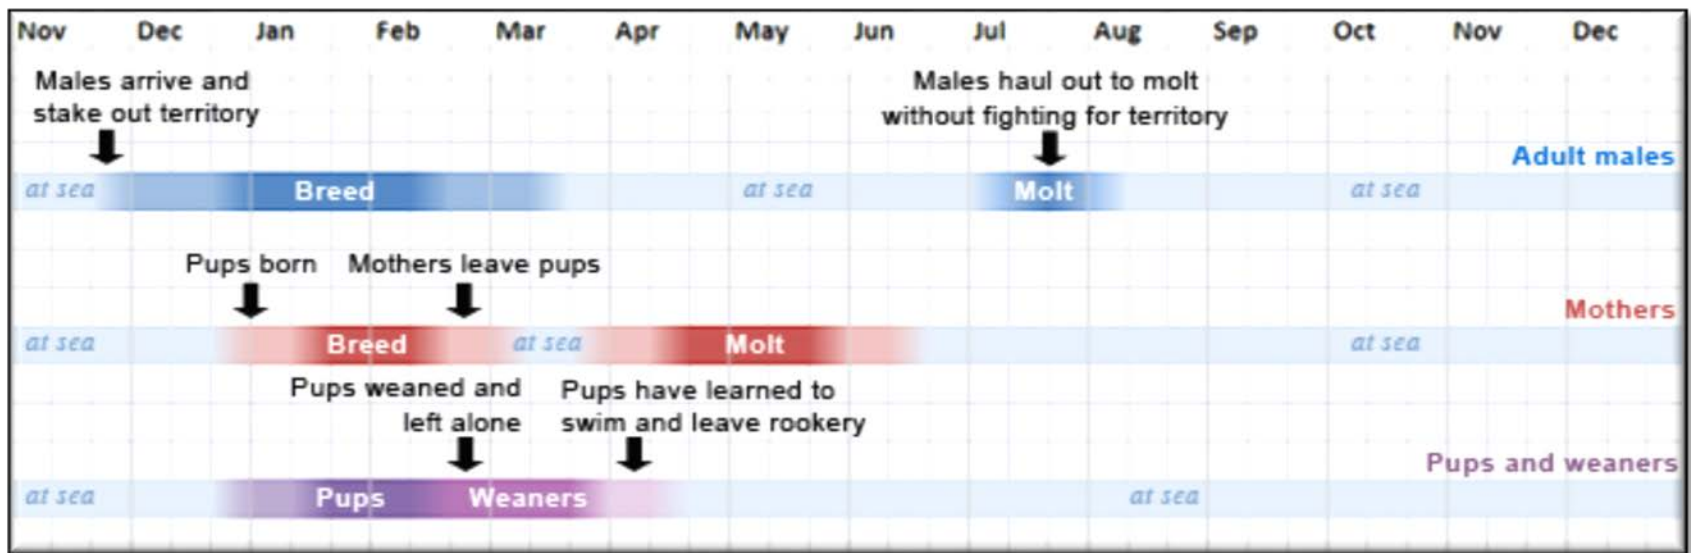 Nov Dec Jan Feb Mar Apr May Jun Jul Aug Sep Oct Nov Dec
Males arrive and
stake out territory
Males haul out to molt
without fighting for territory
Adult males
at sea Breed at sea Molt at sea
Pups born Mothers leave pups
Mothers
at sea Breed at sea Molt at sea
Pups weaned and
left alone
Pups have learned to
swim and leave rookery
Pups and weaners
at sea Pups Weaners at sea